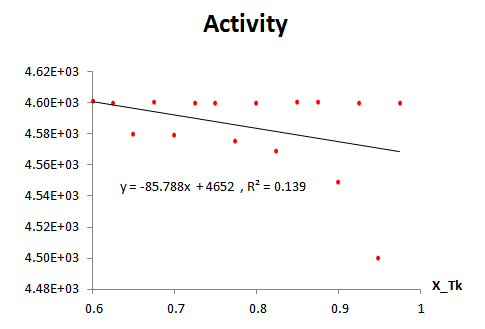 Activity
4.62E+03
4.60E+03
4.58E+03
4.56E+03
4.54E+03
4.52E+03
4.50E+03
4.48E+03
y = -85.788x + 4652 , R² = 0.139
X_Tk
0.6 0.7 0.8 0.9 1